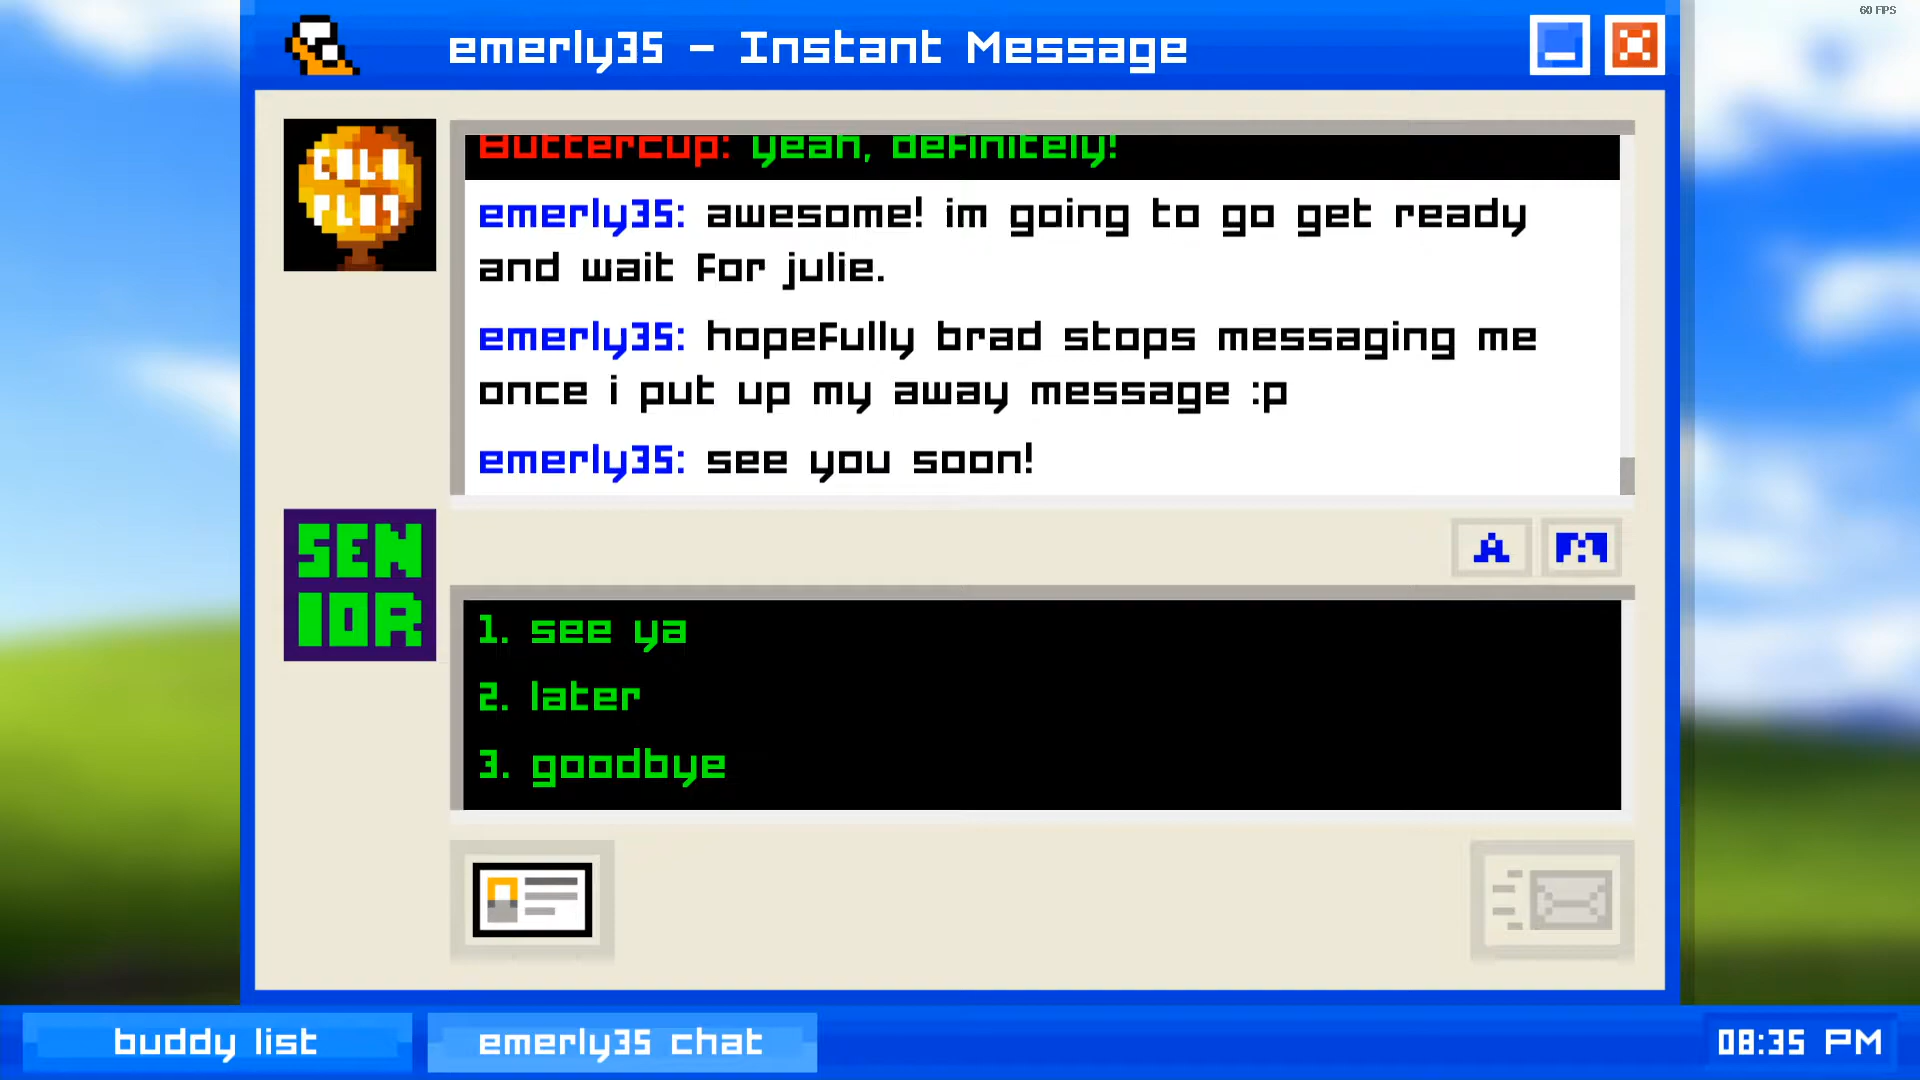 60 FPS
emerly35 - Instant Message
COLD
PLAY
Buttercup: yeah, definitely!
emerly35: awesome! im going to go get ready
and wait for julie.
emerly35: hopefully brad stops messaging me
once i put up my away message :p
emerly35: see you soon!
SEN
IOR
A
1. see ya
2. later
3. goodbye
buddy list
emerly35 chat
08:35 PM